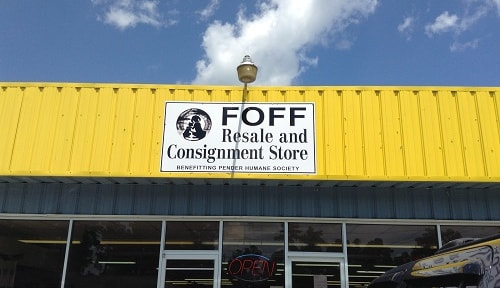 FOFF
Resale and
Consignment Store
BENEFITTING PENDER HUMANE SOCIETY
OPEN